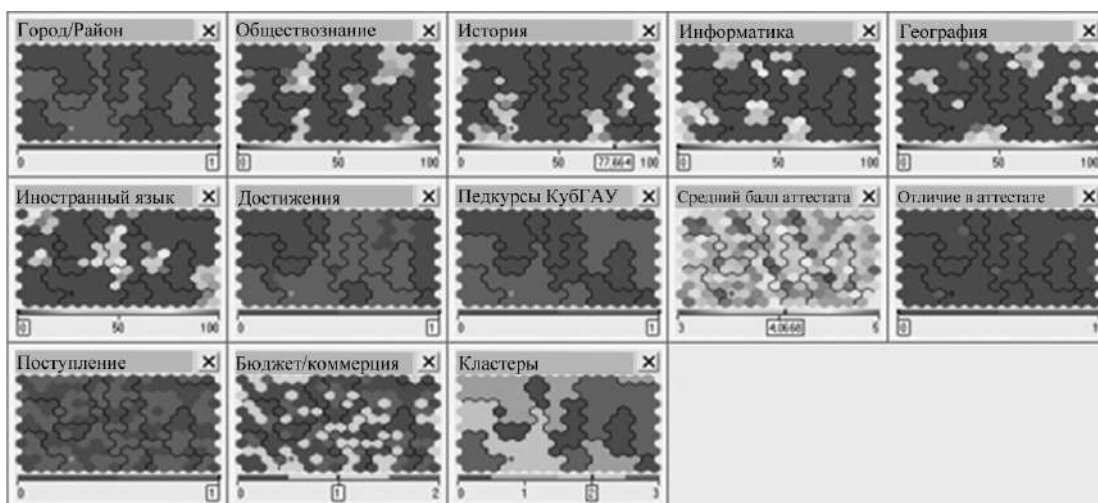 Город/Район
Обществознание
История
Информатика
География
0 1
0 50 100
0 50 77,664 100
0 50 100
0 50 100
Иностранный язык
Достижения
Педкурсы КубГАУ
Средний балл аттестата
Отличие в аттестате
0 50 100
0 1
0 1
3 4,0668 5
0 1
Поступление
Бюджет/коммерция
Кластеры
0 1
0 1 2
0 1 2 3